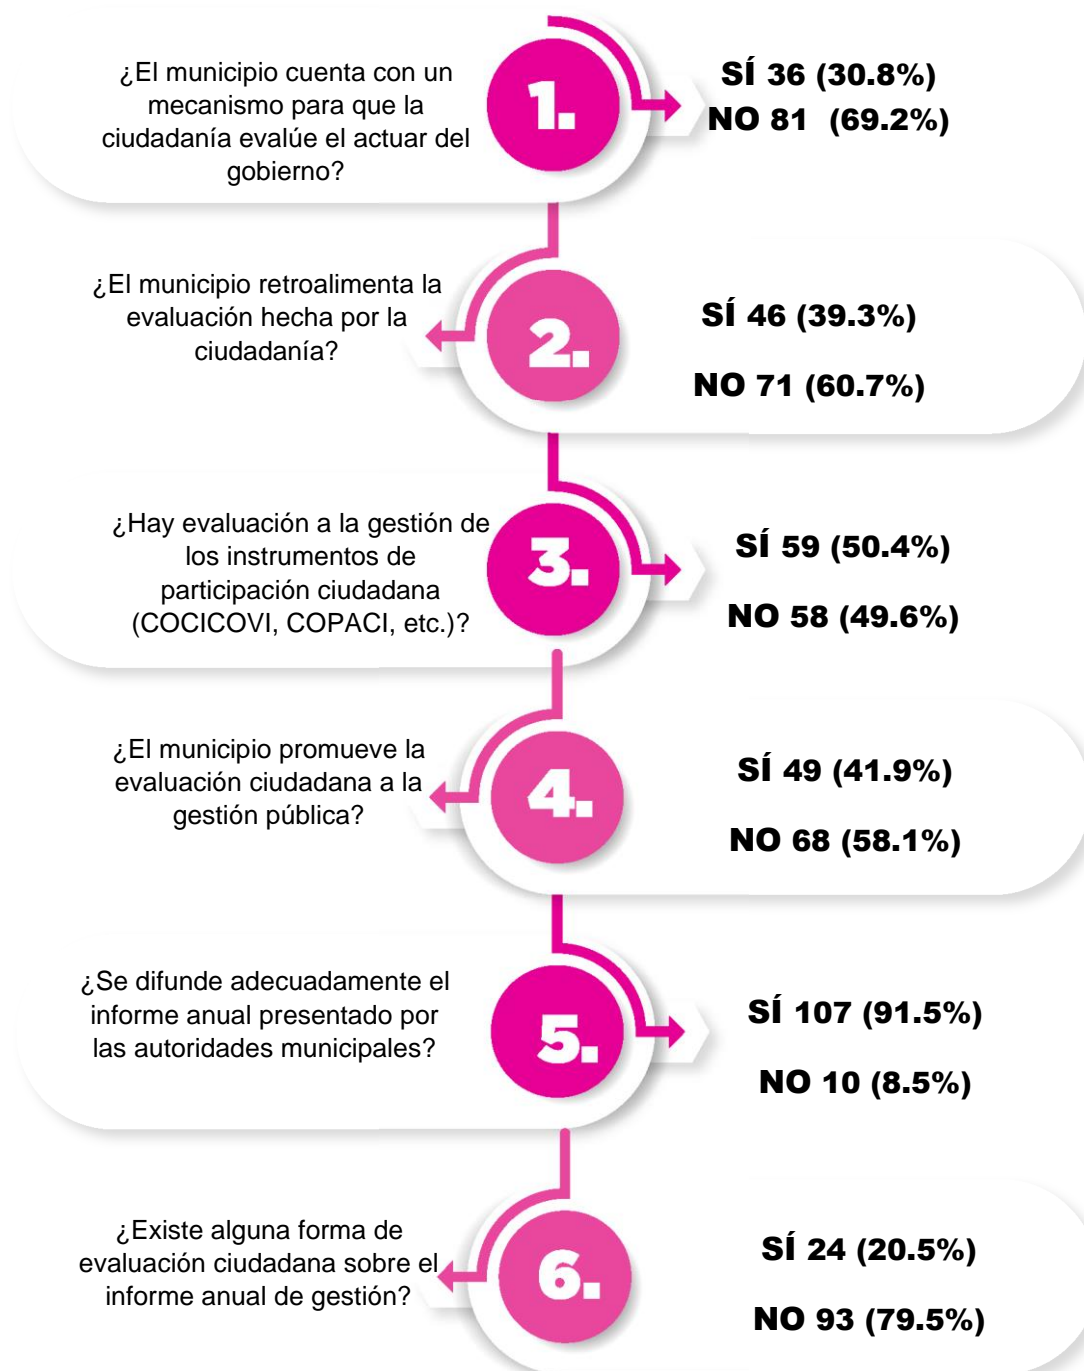 ¿El municipio cuenta con un
mecanismo para que la
ciudadanía evalúe el actuar del
gobierno?
1.
SÍ 36 (30.8%)
NO 81 (69.2%)
¿El municipio retroalimenta la
evaluación hecha por la
ciudadanía?
2.
SÍ 46 (39.3%)
NO 71 (60.7%)
¿Hay evaluación a la gestión de
los instrumentos de
participación ciudadana
(COCICOVI, COPACI, etc.)?
3.
SÍ 59 (50.4%)
NO 58 (49.6%)
¿El municipio promueve la
evaluación ciudadana a la
gestión pública?
4.
SÍ 49 (41.9%)
NO 68 (58.1%)
¿Se difunde adecuadamente el
informe anual presentado por
las autoridades municipales?
5.
SÍ 107 (91.5%)
NO 10 (8.5%)
¿Existe alguna forma de
evaluación ciudadana sobre el
informe anual de gestión?
6.
SÍ 24 (20.5%)
NO 93 (79.5%)